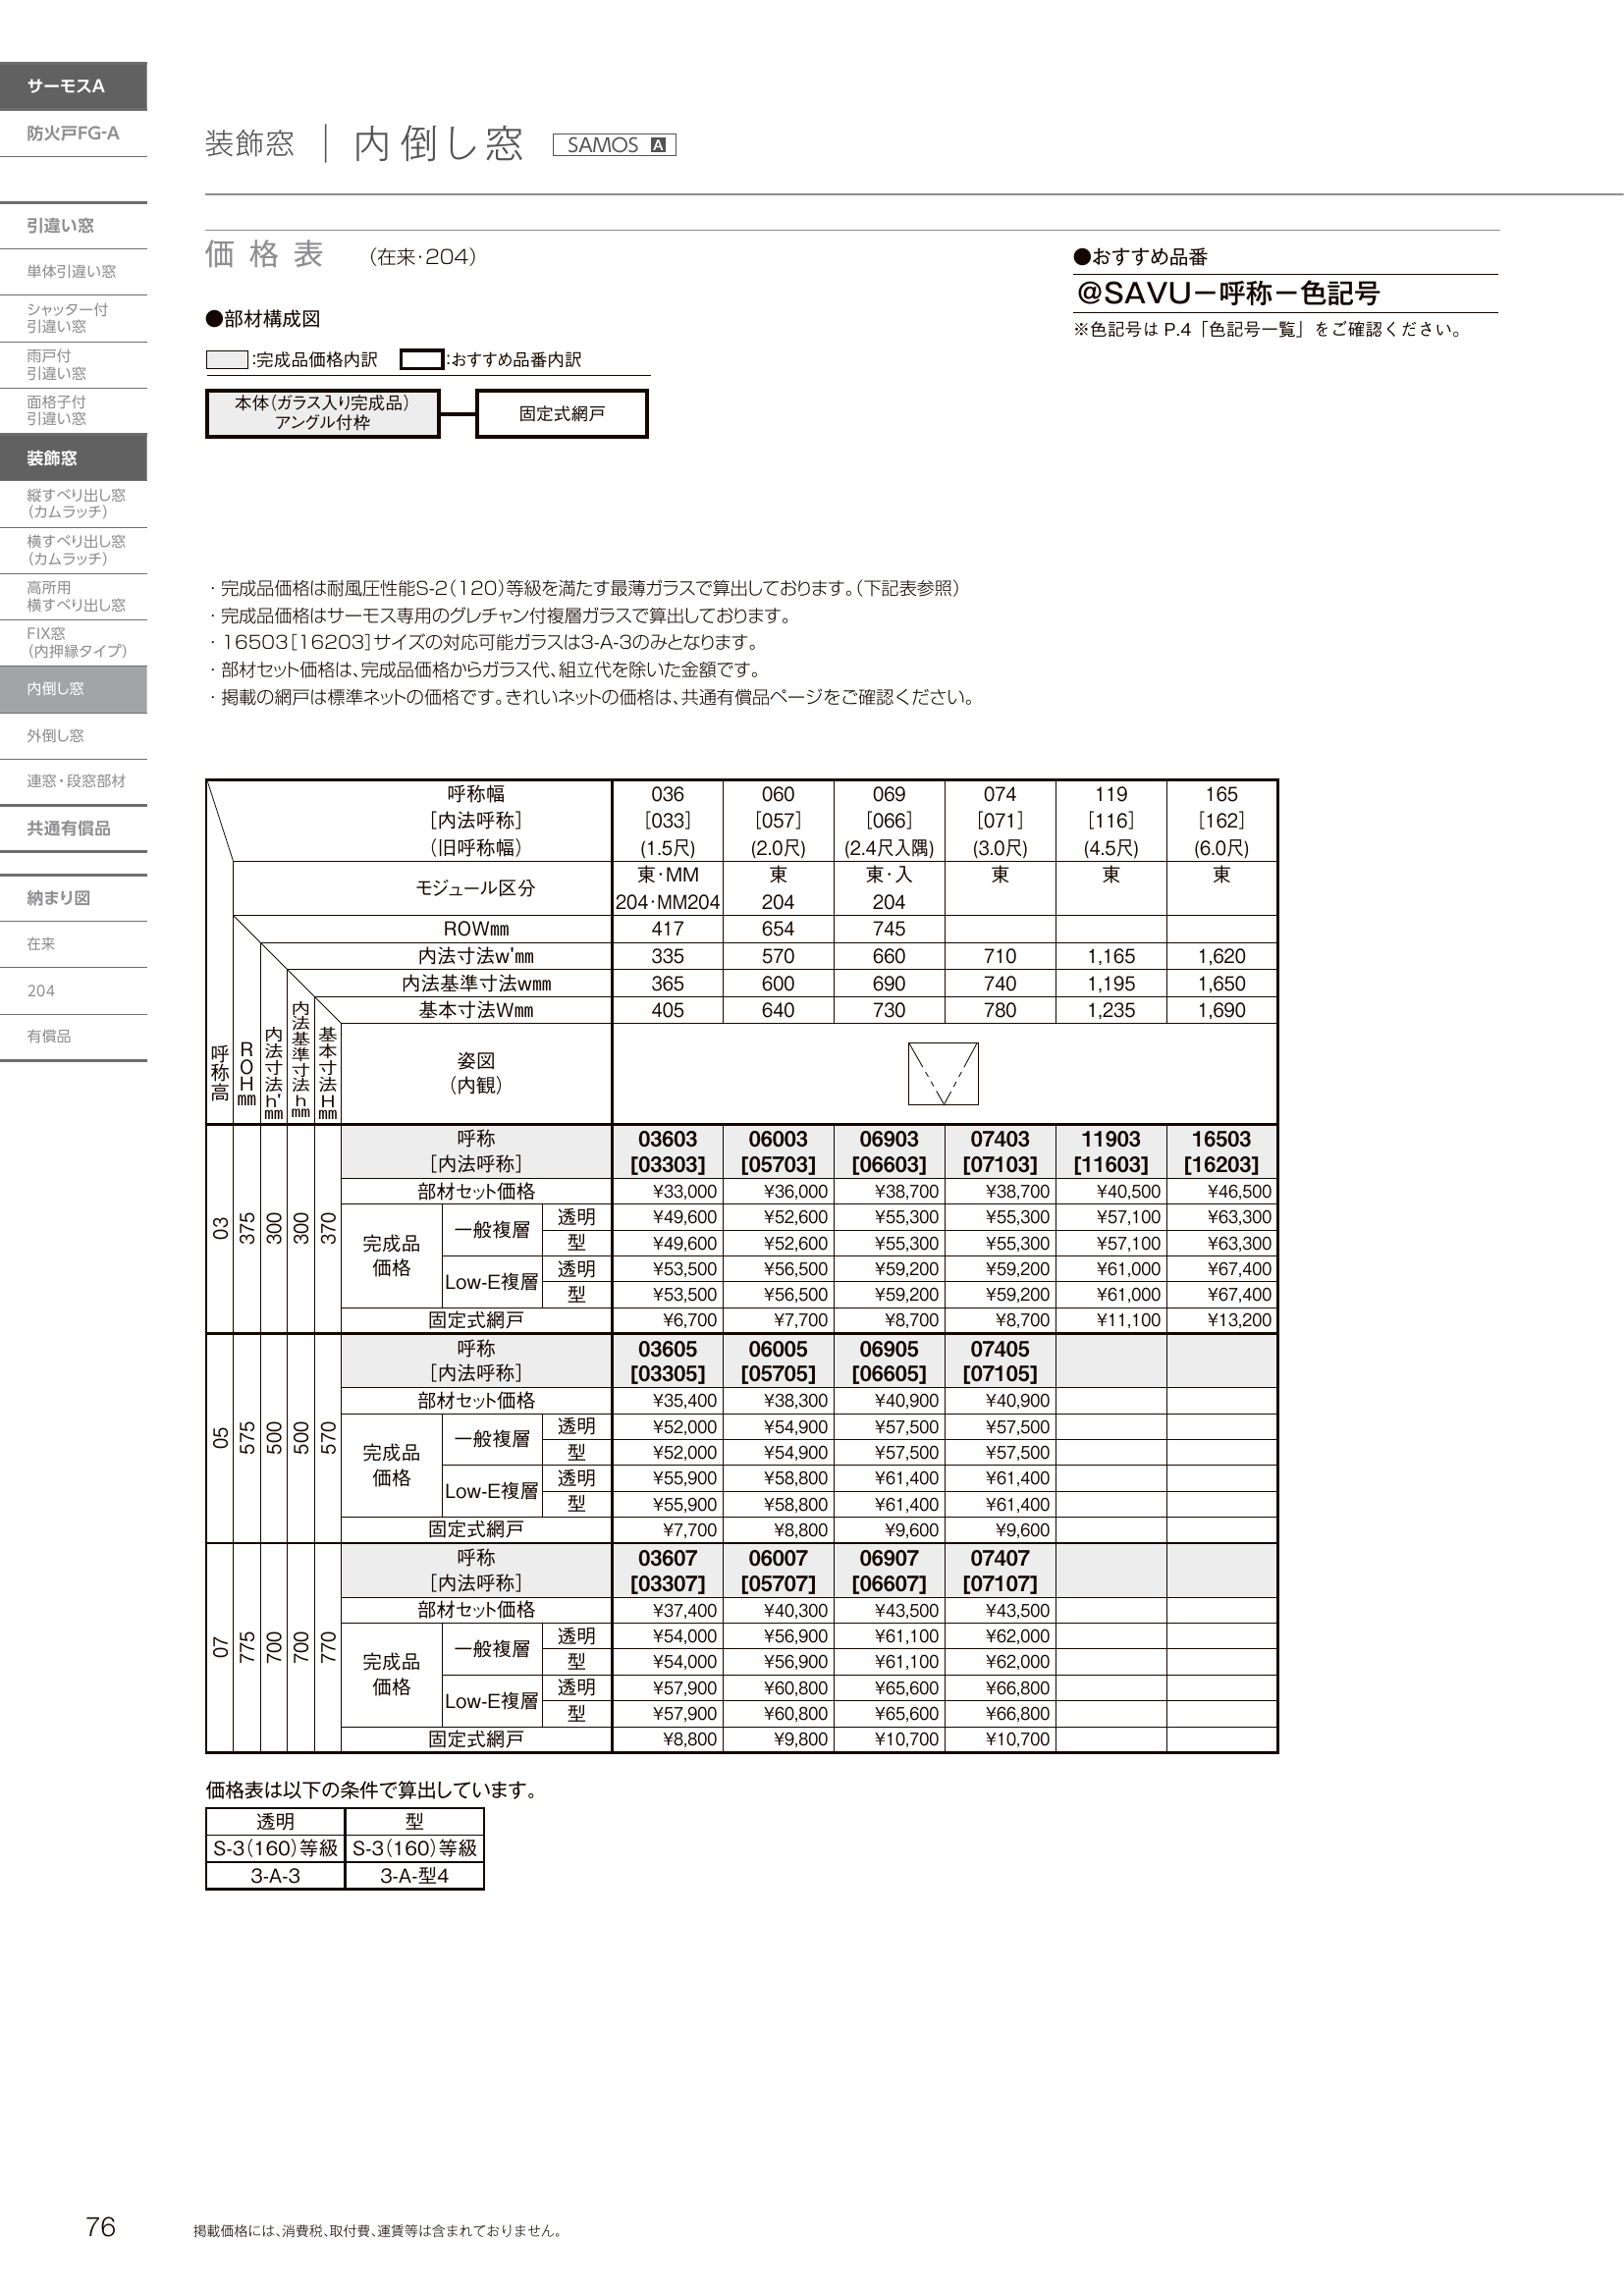 サーモスA
防火戸FG-A
引違い窓
単体引違い窓
シャッター付
引違い窓
雨戸付
引違い窓
面格子付
引違い窓
装飾窓
縦すべり出し窓
(カムラッチ)
横すべり出し窓
(カムラッチ)
高所用
横すべり出し窓
FIX窓
(内押縁タイプ)
内倒し窓
外倒し窓
連窓・段窓部材
共通有償品
納まり図
在来
204
有償品
装飾窓 | 内倒し窓 SAMOS A
価格表 (在来・204)
●おすすめ品番
@SAVU－呼称－色記号
※色記号は P.4「色記号一覧」をご確認ください。
●部材構成図
:完成品価格内訳 :おすすめ品番内訳
本体(ガラス入り完成品)
アングル付枠
固定式網戸
・完成品価格は耐風圧性能S-2(120)等級を満たす最薄ガラスで算出しております。(下記表参照)
・完成品価格はサーモス専用のグレチャン付複層ガラスで算出しております。
・16503[16203]サイズの対応可能ガラスは3-A-3のみとなります。
・部材セット価格は、完成品価格からガラス代、組立代を除いた金額です。
・掲載の網戸は標準ネットの価格です。きれいネットの価格は、共通有償品ページをご確認ください。
呼称幅 036 060 069 074 119 165
[内法呼称] [033] [057] [066] [071] [116] [162]
(旧呼称幅) (1.5尺) (2.0尺) (2.4尺入隅) (3.0尺) (4.5尺) (6.0尺)
モジュール区分 東・MM 東 東・入 東 東 東
204・MM204 204 204
ROWmm 417 654 745
内法寸法w'mm 335 570 660 710 1,165 1,620
内法基準寸法wmm 365 600 690 740 1,195 1,650
基本寸法Wmm 405 640 730 780 1,235 1,690
呼称高 ROHmm 内法寸法h'mm 内法基準寸法hmm 基本寸法Hmm
姿図
(内観)
03 375 300 300 370
呼称 03603 06003 06903 07403 11903 16503
[内法呼称] [03303] [05703] [06603] [07103] [11603] [16203]
部材セット価格 ¥33,000 ¥36,000 ¥38,700 ¥38,700 ¥40,500 ¥46,500
完成品
価格
一般複層 透明 ¥49,600 ¥52,600 ¥55,300 ¥55,300 ¥57,100 ¥63,300
型 ¥49,600 ¥52,600 ¥55,300 ¥55,300 ¥57,100 ¥63,300
Low-E複層 透明 ¥53,500 ¥56,500 ¥59,200 ¥59,200 ¥61,000 ¥67,400
型 ¥53,500 ¥56,500 ¥59,200 ¥59,200 ¥61,000 ¥67,400
固定式網戸 ¥6,700 ¥7,700 ¥8,700 ¥8,700 ¥11,100 ¥13,200
05 575 500 500 570
呼称 03605 06005 06905 07405
[内法呼称] [03305] [05705] [06605] [07105]
部材セット価格 ¥35,400 ¥38,300 ¥40,900 ¥40,900
完成品
価格
一般複層 透明 ¥52,000 ¥54,900 ¥57,500 ¥57,500
型 ¥52,000 ¥54,900 ¥57,500 ¥57,500
Low-E複層 透明 ¥55,900 ¥58,800 ¥61,400 ¥61,400
型 ¥55,900 ¥58,800 ¥61,400 ¥61,400
固定式網戸 ¥7,700 ¥8,800 ¥9,600 ¥9,600
07 775 700 700 770
呼称 03607 06007 06907 07407
[内法呼称] [03307] [05707] [06607] [07107]
部材セット価格 ¥37,400 ¥40,300 ¥43,500 ¥43,500
完成品
価格
一般複層 透明 ¥54,000 ¥56,900 ¥61,100 ¥62,000
型 ¥54,000 ¥56,900 ¥61,100 ¥62,000
Low-E複層 透明 ¥57,900 ¥60,800 ¥65,600 ¥66,800
型 ¥57,900 ¥60,800 ¥65,600 ¥66,800
固定式網戸 ¥8,800 ¥9,800 ¥10,700 ¥10,700
価格表は以下の条件で算出しています。
透明 型
S-3(160)等級 S-3(160)等級
3-A-3 3-A-型4
76
掲載価格には、消費税、取付費、運賃等は含まれておりません。